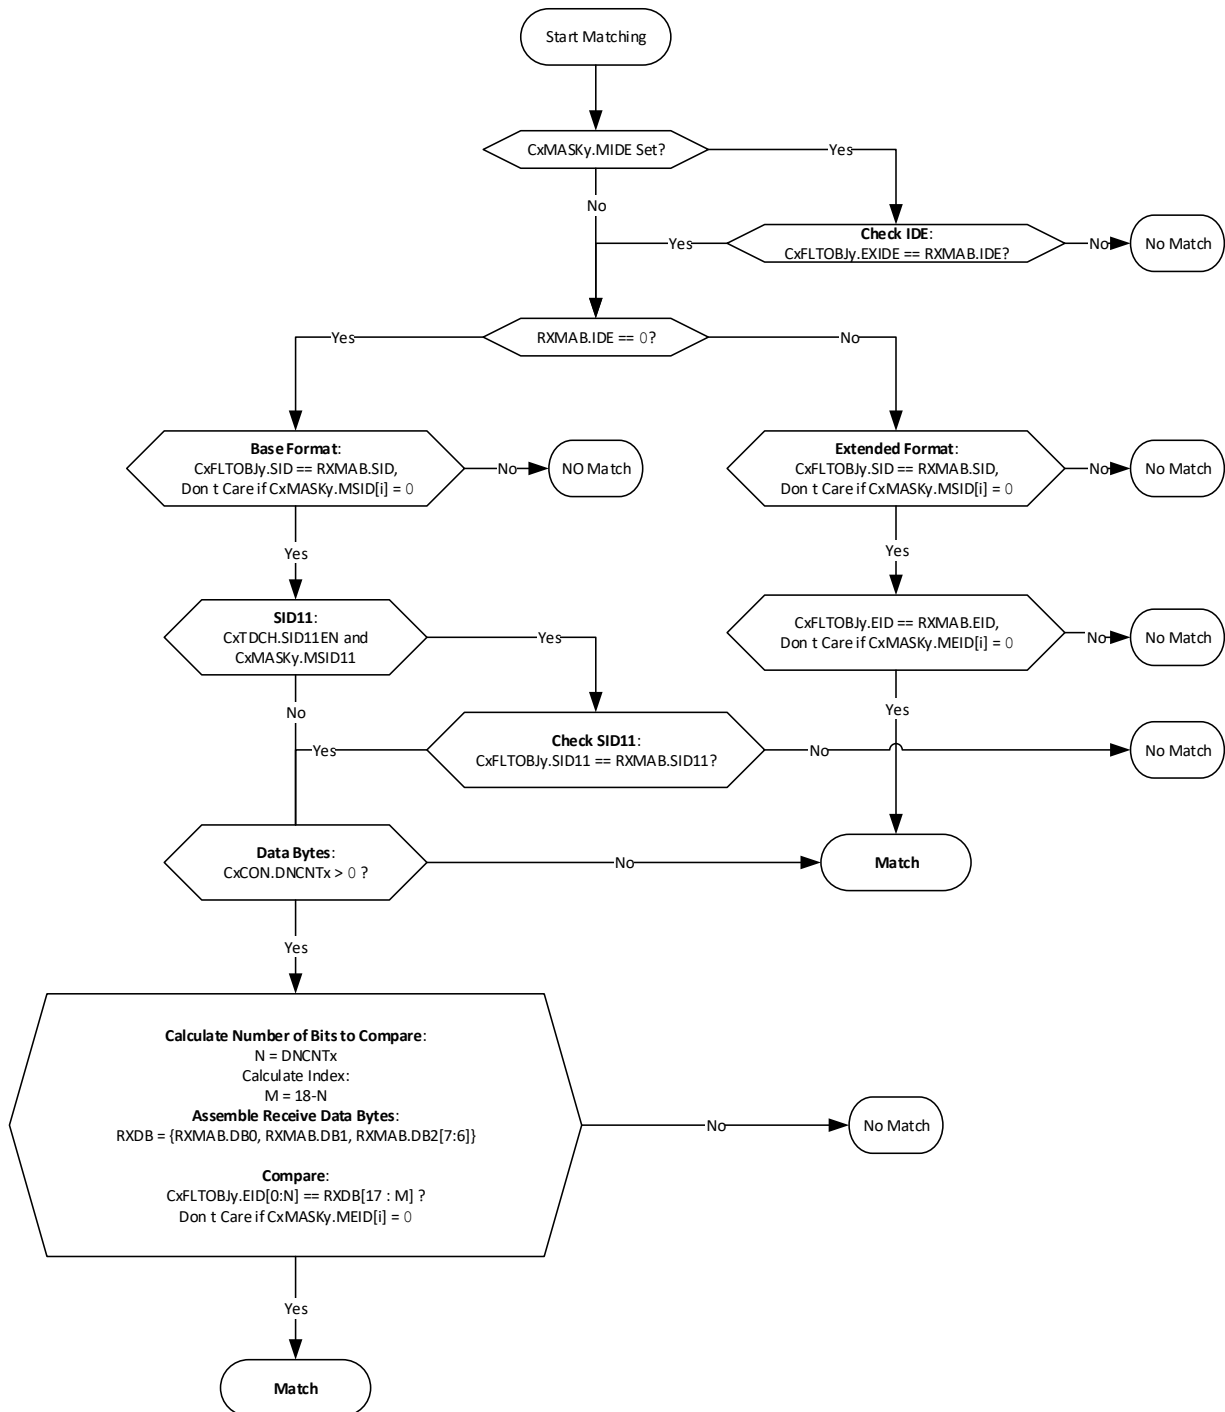 Start Matching
CxMASKy.MIDE Set?
Yes
No
Check IDE:
CxFLTOBJy.EXIDE == RXMAB.IDE?
Yes
No
No Match
RXMAB.IDE == 0?
Yes
No
Base Format:
CxFLTOBJy.SID == RXMAB.SID,
Don t Care if CxMASKy.MSID[i] = 0
No
NO Match
Extended Format:
CxFLTOBJy.SID == RXMAB.SID,
Don t Care if CxMASKy.MSID[i] = 0
No
No Match
Yes
Yes
SID11:
CxTDCH.SID11EN and
CxMASKy.MSID11
Yes
CxFLTOBJy.EID == RXMAB.EID,
Don t Care if CxMASKy.MEID[i] = 0
No
No Match
No
Yes
Check SID11:
CxFLTOBJy.SID11 == RXMAB.SID11?
Yes
No
No Match
Data Bytes:
CxCON.DNCNTx > 0 ?
No
Match
Yes
Calculate Number of Bits to Compare:
N = DNCNTx
Calculate Index:
M = 18-N
Assemble Receive Data Bytes:
RXDB = {RXMAB.DB0, RXMAB.DB1, RXMAB.DB2[7:6]}
Compare:
CxFLTOBJy.EID[0:N] == RXDB[17 : M] ?
Don t Care if CxMASKy.MEID[i] = 0
No
No Match
Yes
Match